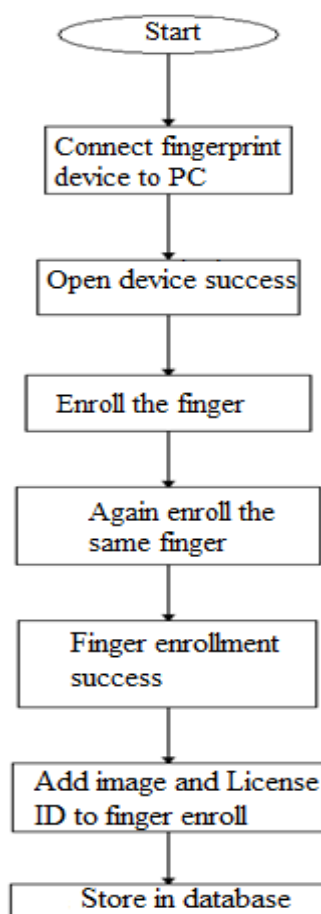 Start
Connect fingerprint
device to PC
Open device success
Enroll the finger
Again enroll the
same finger
Finger enrollment
success
Add image and License
ID to finger enroll
Store in database